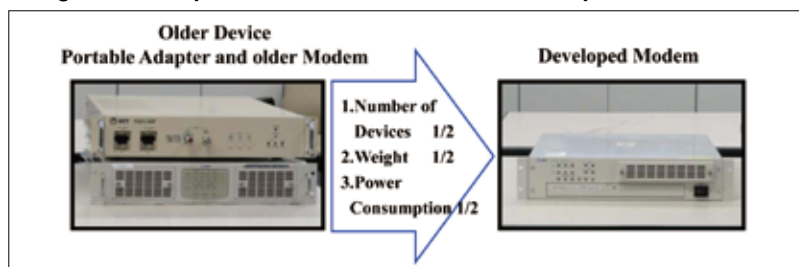 Older Device
Portable Adapter and older Modem
1.Number of
Devices 1/2
2.Weight 1/2
3.Power
Consumption 1/2
Developed Modem